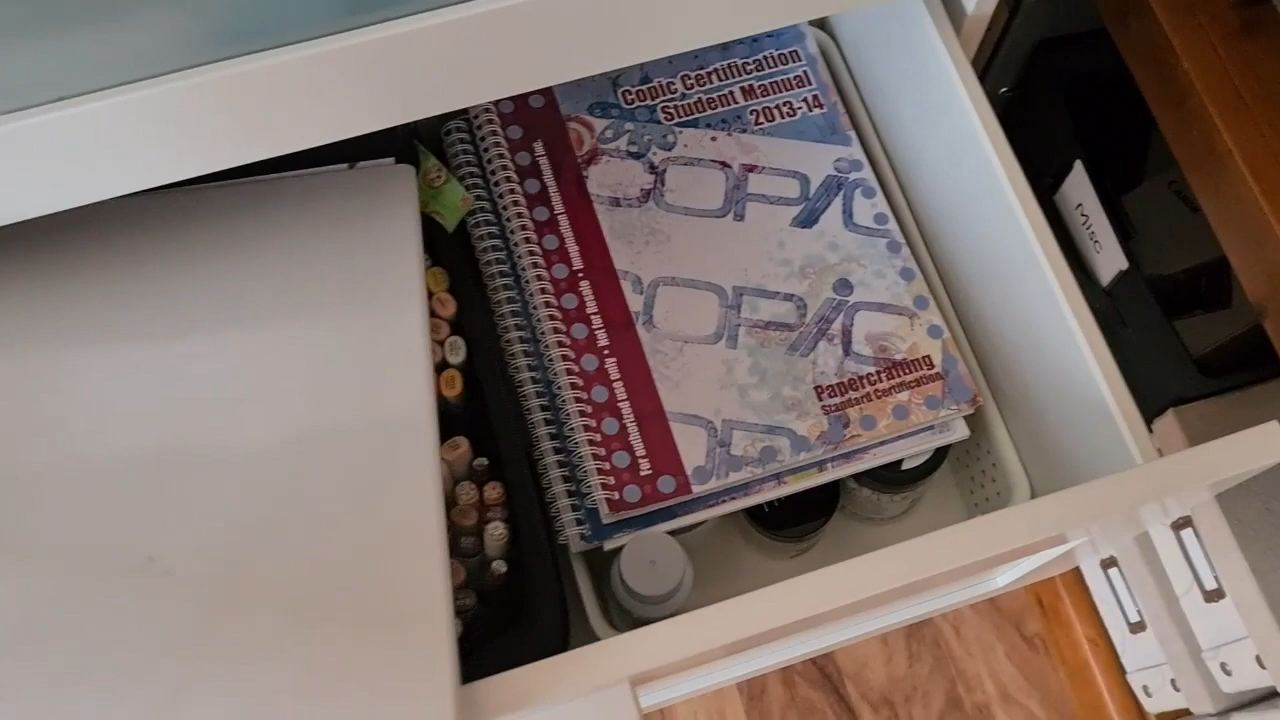 Copic Certification
Student Manual
2013-14
COPiC
COPiC
Papercrafting
Standard Certification
For authorized use only • Not for Resale • Imagination International Inc.
Misc